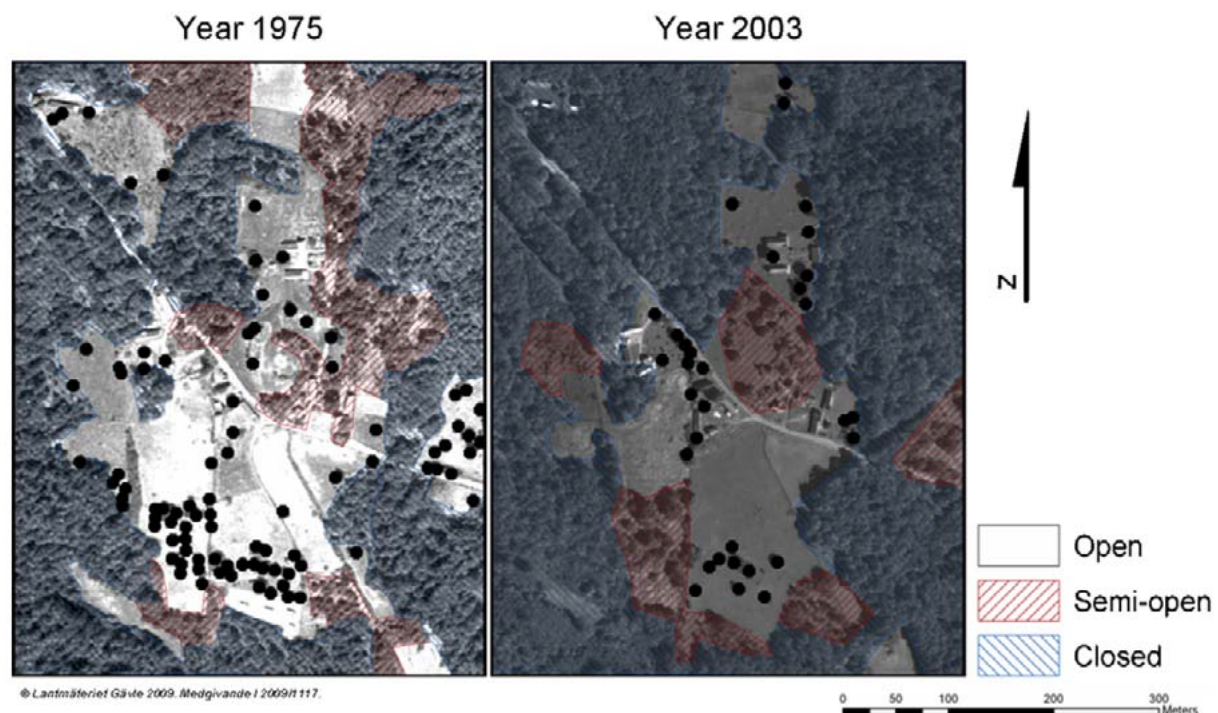 Year 1975
Year 2003
N
Open
Semi-open
Closed
© Lantmäteriet Gävle 2009. Medgivande I 2009/1117.
0 50 100 200 300
Meters